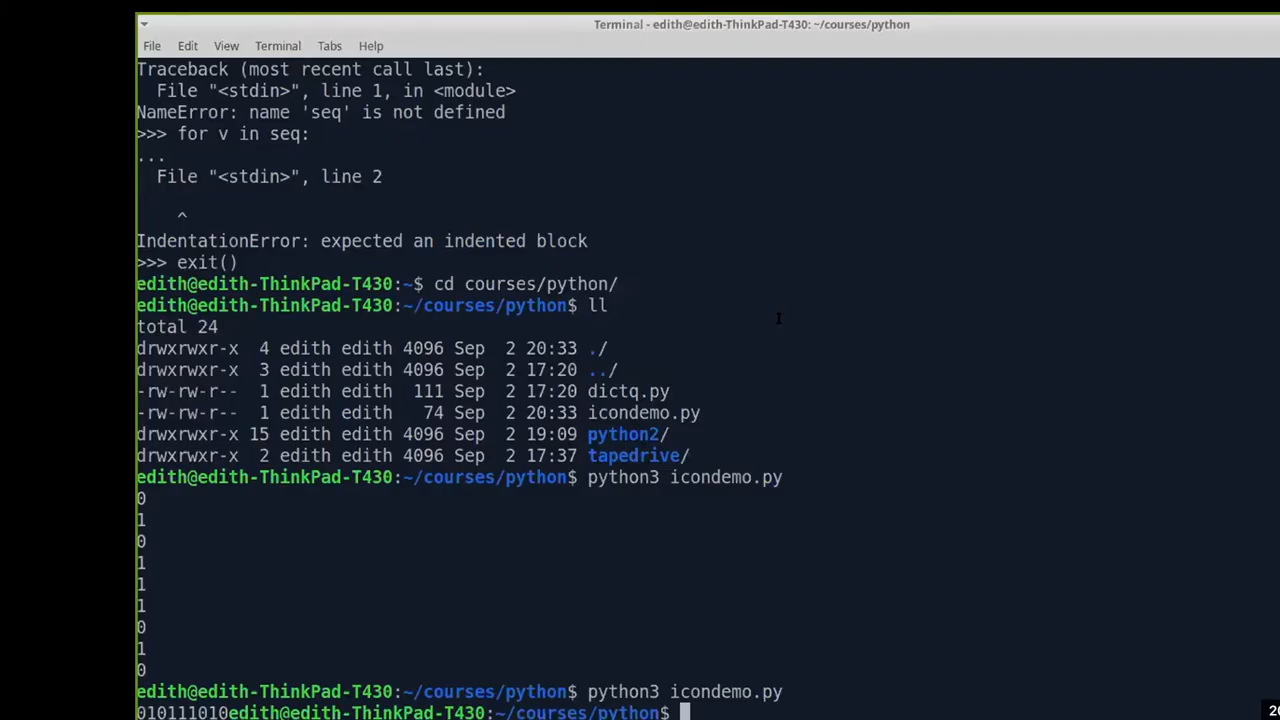 Terminal - edith@edith-ThinkPad-T430: ~/courses/python
File Edit View Terminal Tabs Help
Traceback (most recent call last):
  File "<stdin>", line 1, in <module>
NameError: name 'seq' is not defined
>>> for v in seq:
...
  File "<stdin>", line 2
    ^
IndentationError: expected an indented block
>>> exit()
edith@edith-ThinkPad-T430:~$ cd courses/python/
edith@edith-ThinkPad-T430:~/courses/python$ ll
total 24
drwxrwxr-x  4 edith edith 4096 Sep  2 20:33 ./
drwxrwxr-x  3 edith edith 4096 Sep  2 17:20 ../
-rw-rw-r--  1 edith edith  111 Sep  2 17:20 dictq.py
-rw-rw-r--  1 edith edith   74 Sep  2 20:33 icondemo.py
drwxrwxr-x 15 edith edith 4096 Sep  2 19:09 python2/
drwxrwxr-x  2 edith edith 4096 Sep  2 17:37 tapedrive/
edith@edith-ThinkPad-T430:~/courses/python$ python3 icondemo.py
0
1
0
1
1
1
0
1
0
edith@edith-ThinkPad-T430:~/courses/python$ python3 icondemo.py
010111010edith@edith-ThinkPad-T430:~/courses/python$